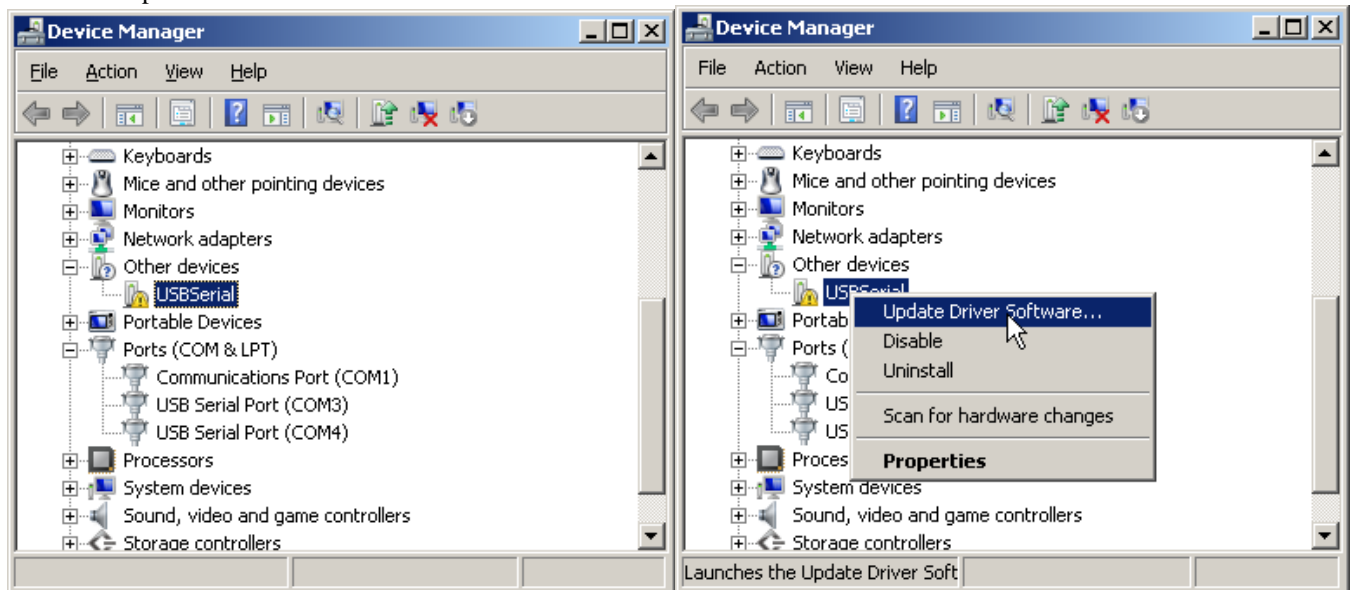 Device Manager
File Action View Help
Keyboards
Mice and other pointing devices
Monitors
Network adapters
Other devices
USBSerial
Portable Devices
Ports (COM & LPT)
Communications Port (COM1)
USB Serial Port (COM3)
USB Serial Port (COM4)
Processors
System devices
Sound, video and game controllers
Storage controllers
Device Manager
File Action View Help
Keyboards
Mice and other pointing devices
Monitors
Network adapters
Other devices
USBSerial
Portab
Ports (
Co
US
US
Proces
System devices
Sound, video and game controllers
Storage controllers
Update Driver Software...
Disable
Uninstall
Scan for hardware changes
Properties
Launches the Update Driver Soft